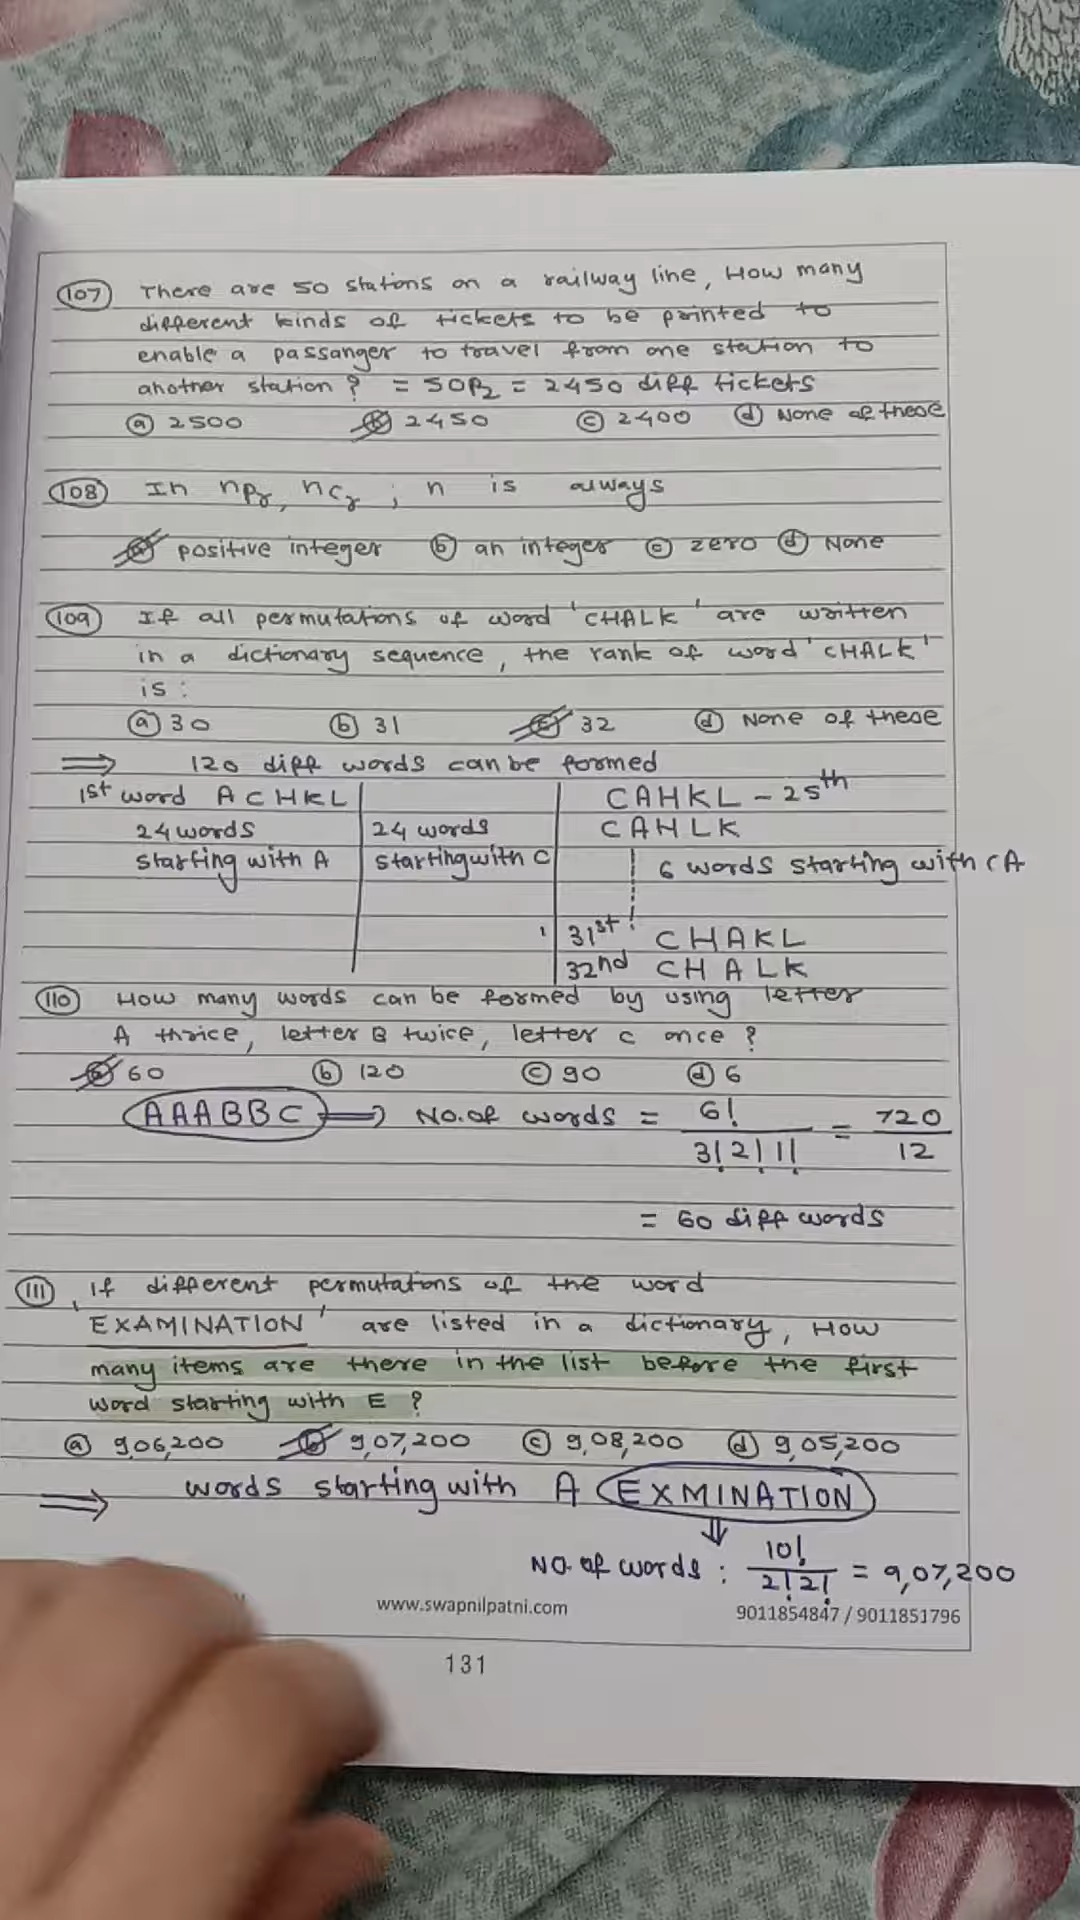 107 There are 50 stations on a railway line, How many
different kinds of tickets to be printed to
enable a passanger to travel from one station to
another station ? = 50P2 = 2450 diff tickets
(a) 2500 (b) 2450 (c) 2400 (d) None of these
108 In nPr, nCr ; n is always
(a) positive integer (b) an integer (c) zero (d) None
109 If all permutations of word 'CHALK' are written
in a dictionary sequence, the rank of word 'CHALK'
is :
(a) 30 (b) 31 (c) 32 (d) None of these
⇒ 120 diff words can be formed
1st word ACHKL CAHKL - 25th
24 words 24 words CAHLK
starting with A starting with C 6 words starting with CA
31st CHAKL
32nd CHALK
110 How many words can be formed by using letter
A thrice, letter B twice, letter C once ?
(a) 60 (b) 120 (c) 90 (d) 6
AAABBC ⇒ No. of words = 6! / 3! 2! 1! = 720 / 12
= 60 diff words
111 If different permutations of the word
'EXAMINATION' are listed in a dictionary, How
many items are there in the list before the first
word starting with E ?
(a) 9,06,200 (b) 9,07,200 (c) 9,08,200 (d) 9,05,200
⇒ words starting with A EXMINATION
⇓
No. of words : 10! / 2! 2! = 9,07,200
www.swapnilpatni.com 9011854847 / 9011851796
131